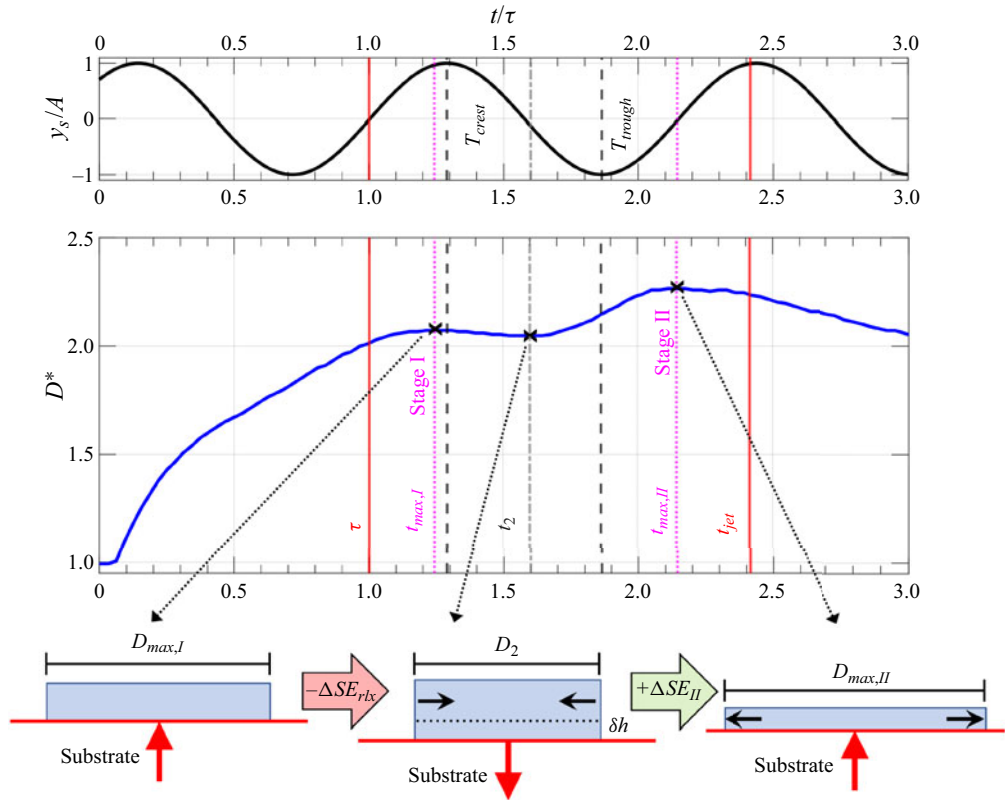 t/τ
0 0.5 1.0 1.5 2.0 2.5 3.0
1
0
−1
y_s/A
T_crest
T_trough
0 0.5 1.0 1.5 2.0 2.5 3.0
2.5
2.0
1.5
1.0
D*
Stage I
Stage II
τ
t_max,I
t_2
t_max,II
t_jet
0 0.5 1.0 1.5 2.0 2.5 3.0
D_max,I
D_2
D_max,II
−ΔSE_rlx
+ΔSE_II
δh
Substrate
Substrate
Substrate